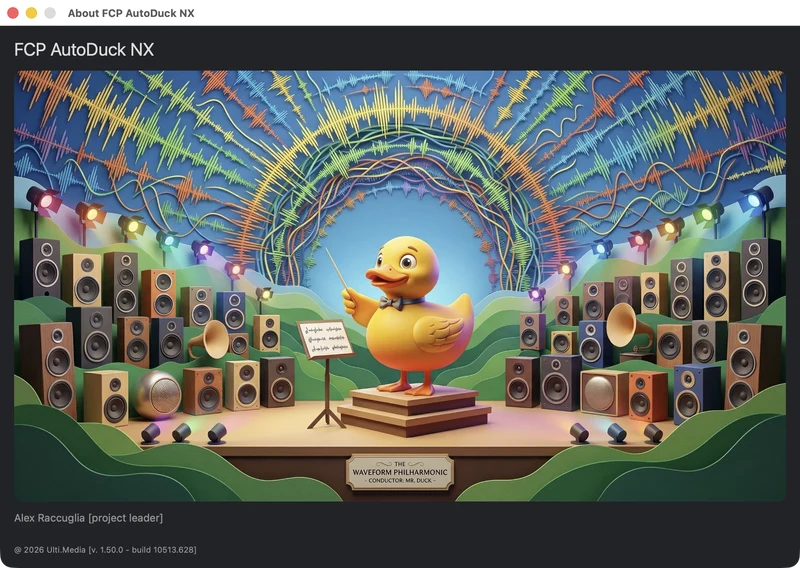 About FCP AutoDuck NX
FCP AutoDuck NX
THE
WAVEFORM PHILHARMONIC
- CONDUCTOR: MR. DUCK -
Alex Raccuglia [project leader]
@ 2026 Ulti.Media [v. 1.50.0 - build 10513.628]